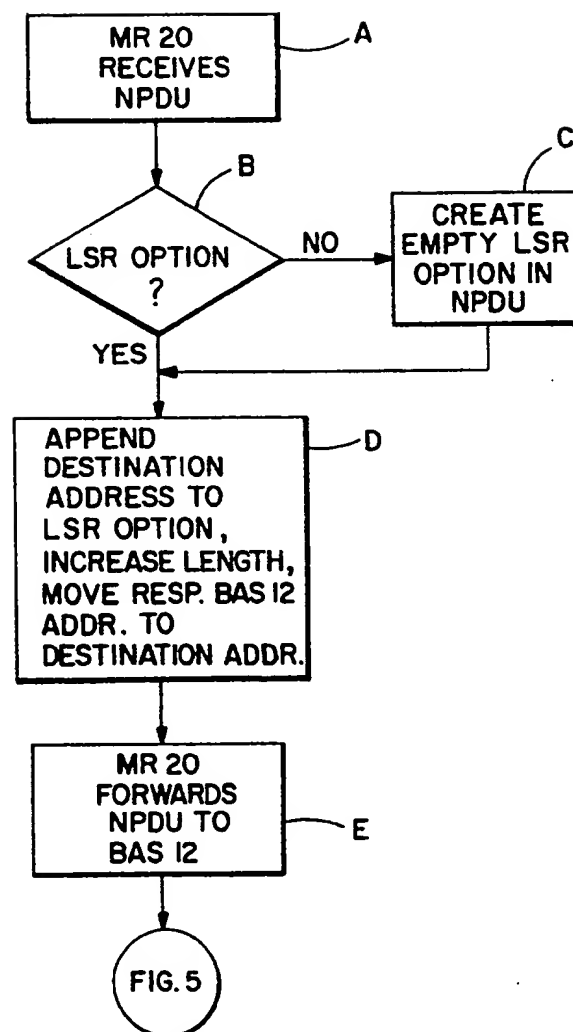 MR 20
RECEIVES
NPDU
A
B
LSR OPTION
?
NO
YES
C
CREATE
EMPTY LSR
OPTION IN
NPDU
APPEND
DESTINATION
ADDRESS TO
LSR OPTION,
INCREASE LENGTH,
MOVE RESP. BAS 12
ADDR. TO
DESTINATION ADDR.
D
MR 20
FORWARDS
NPDU TO
BAS 12
E
FIG. 5